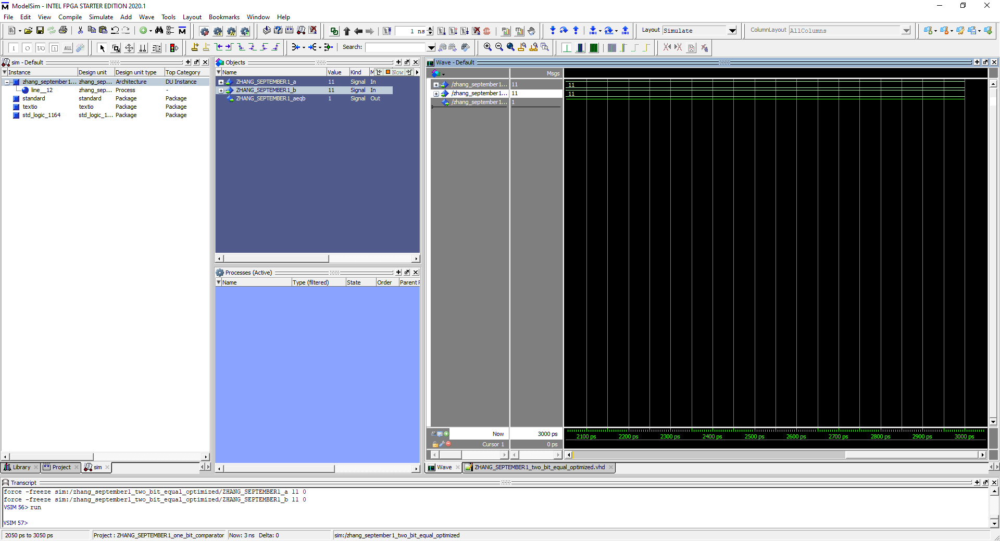 ModelSim - INTEL FPGA STARTER EDITION 2020.1
File Edit View Compile Simulate Add Wave Tools Layout Bookmarks Window Help
1 ns
Layout Simulate
ColumnLayout AllColumns
Search:
sim - Default
Instance Design unit Design unit type Top Category
zhang_september1... zhang_sep... Architecture DU Instance
line__12 zhang_sep... Process -
standard standard Package Package
textio textio Package Package
std_logic_1164 std_logic_1... Package Package
Library Project sim
Objects
Name Value Kind M Now
ZHANG_SEPTEMBER1_a 11 Signal In
ZHANG_SEPTEMBER1_b 11 Signal In
ZHANG_SEPTEMBER1_aeqb 1 Signal Out
Processes (Active)
Name Type (filtered) State Order Parent P
Wave - Default
Msgs
/zhang_september1... 11 11
/zhang_september1... 11 11
/zhang_september1... 1
Now 3000 ps
Cursor 1 0 ps
2100 ps 2200 ps 2300 ps 2400 ps 2500 ps 2600 ps 2700 ps 2800 ps 2900 ps 3000 ps
Wave ZHANG_SEPTEMBER1_two_bit_equal_optimized.vhd
Transcript
force -freeze sim:/zhang_september1_two_bit_equal_optimized/ZHANG_SEPTEMBER1_a 11 0
force -freeze sim:/zhang_september1_two_bit_equal_optimized/ZHANG_SEPTEMBER1_b 11 0
VSIM 56> run
VSIM 57>
2050 ps to 3050 ps Project : ZHANG_SEPTEMBER1_one_bit_comparator Now: 3 ns Delta: 0 sim:/zhang_september1_two_bit_equal_optimized